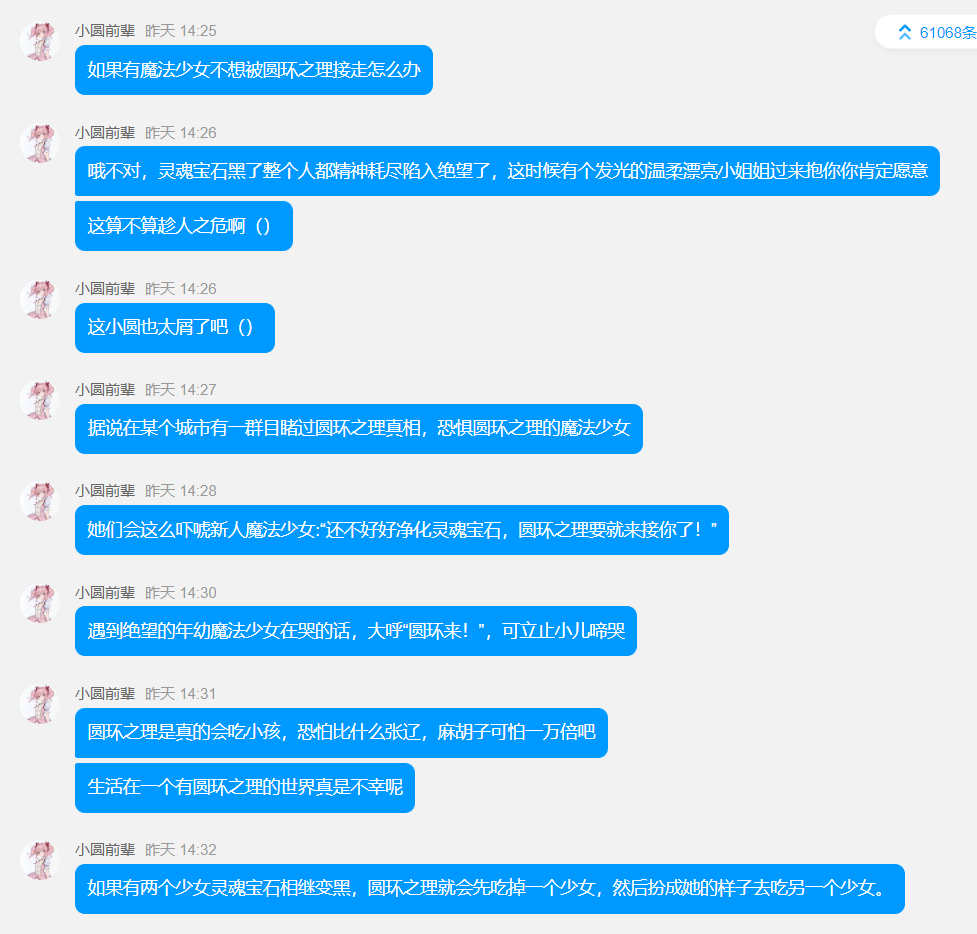 小圆前辈 昨天 14:25
61068条
如果有魔法少女不想被圆环之理接走怎么办
小圆前辈 昨天 14:26
哦不对，灵魂宝石黑了整个人都精神耗尽陷入绝望了，这时候有个发光的温柔漂亮小姐姐过来抱你你肯定愿意
这算不算趁人之危啊（）
小圆前辈 昨天 14:26
这小圆也太屑了吧（）
小圆前辈 昨天 14:27
据说在某个城市有一群目睹过圆环之理真相，恐惧圆环之理的魔法少女
小圆前辈 昨天 14:28
她们会这么吓唬新人魔法少女:“还不好好净化灵魂宝石，圆环之理要就来接你了！”
小圆前辈 昨天 14:30
遇到绝望的年幼魔法少女在哭的话，大呼“圆环来！”，可立止小儿啼哭
小圆前辈 昨天 14:31
圆环之理是真的会吃小孩，恐怕比什么张辽，麻胡子可怕一万倍吧
生活在一个有圆环之理的世界真是不幸呢
小圆前辈 昨天 14:32
如果有两个少女灵魂宝石相继变黑，圆环之理就会先吃掉一个少女，然后扮成她的样子去吃另一个少女。